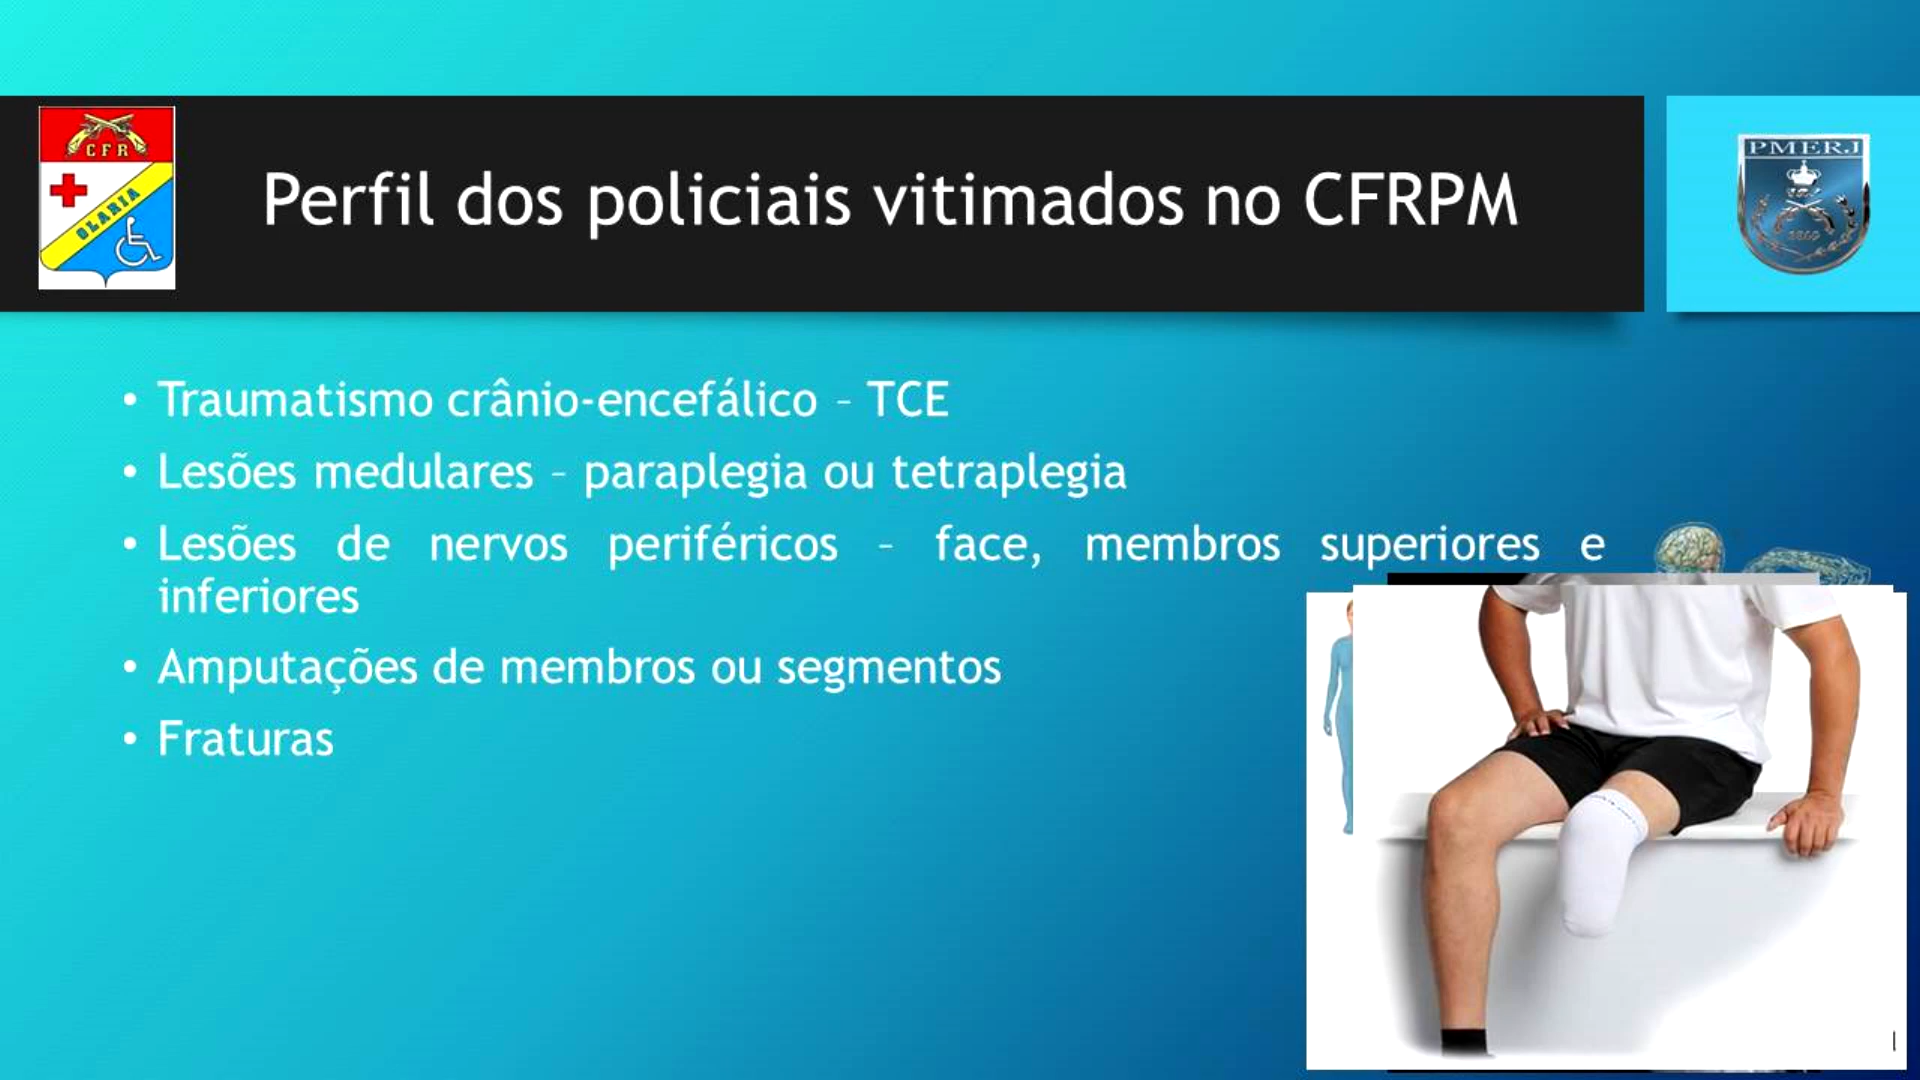 CFR
OLARIA
PMERJ
Perfil dos policiais vitimados no CFRPM
• Traumatismo crânio-encefálico – TCE
• Lesões medulares – paraplegia ou tetraplegia
• Lesões de nervos periféricos – face, membros superiores e
inferiores
• Amputações de membros ou segmentos
• Fraturas